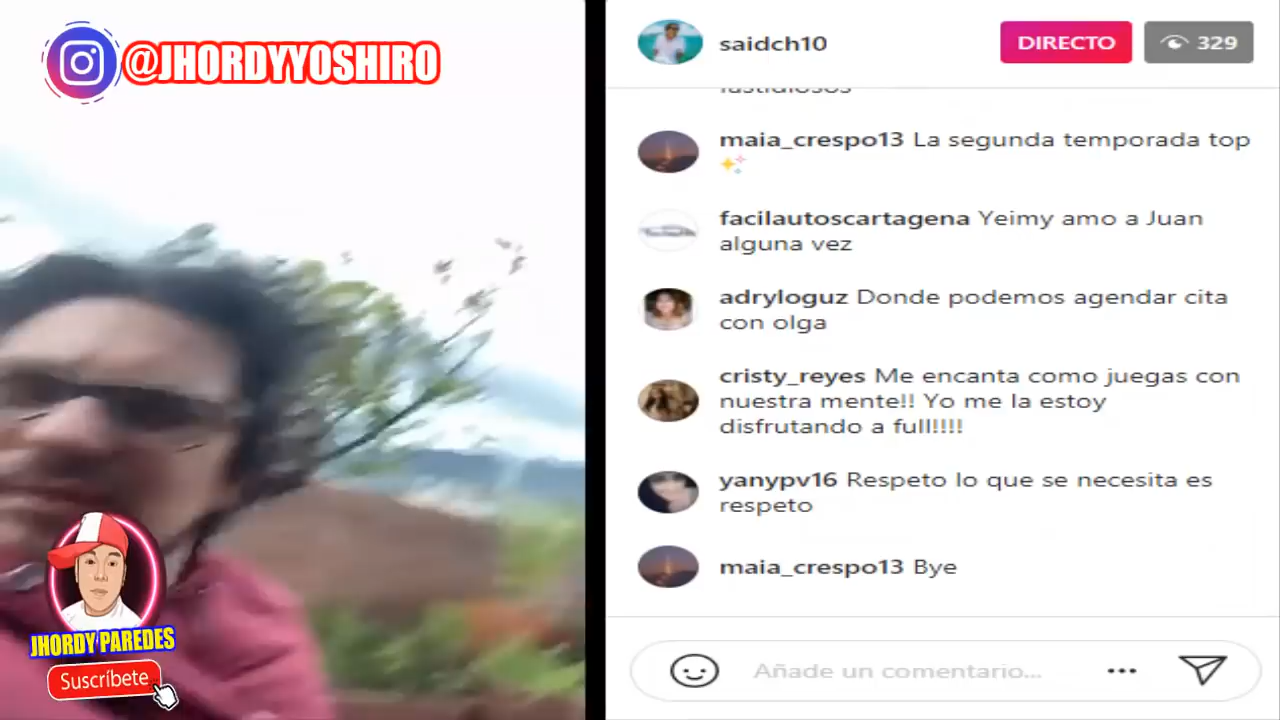 @JHORDYYOSHIRO
JHORDY PAREDES
Suscríbete
saidch10
DIRECTO
329
fastidiosos
maia_crespo13 La segunda temporada top
facilautoscartagena Yeimy amo a Juan
alguna vez
adryloguz Donde podemos agendar cita
con olga
cristy_reyes Me encanta como juegas con
nuestra mente!! Yo me la estoy
disfrutando a full!!!!
yanypv16 Respeto lo que se necesita es
respeto
maia_crespo13 Bye
Añade un comentario...